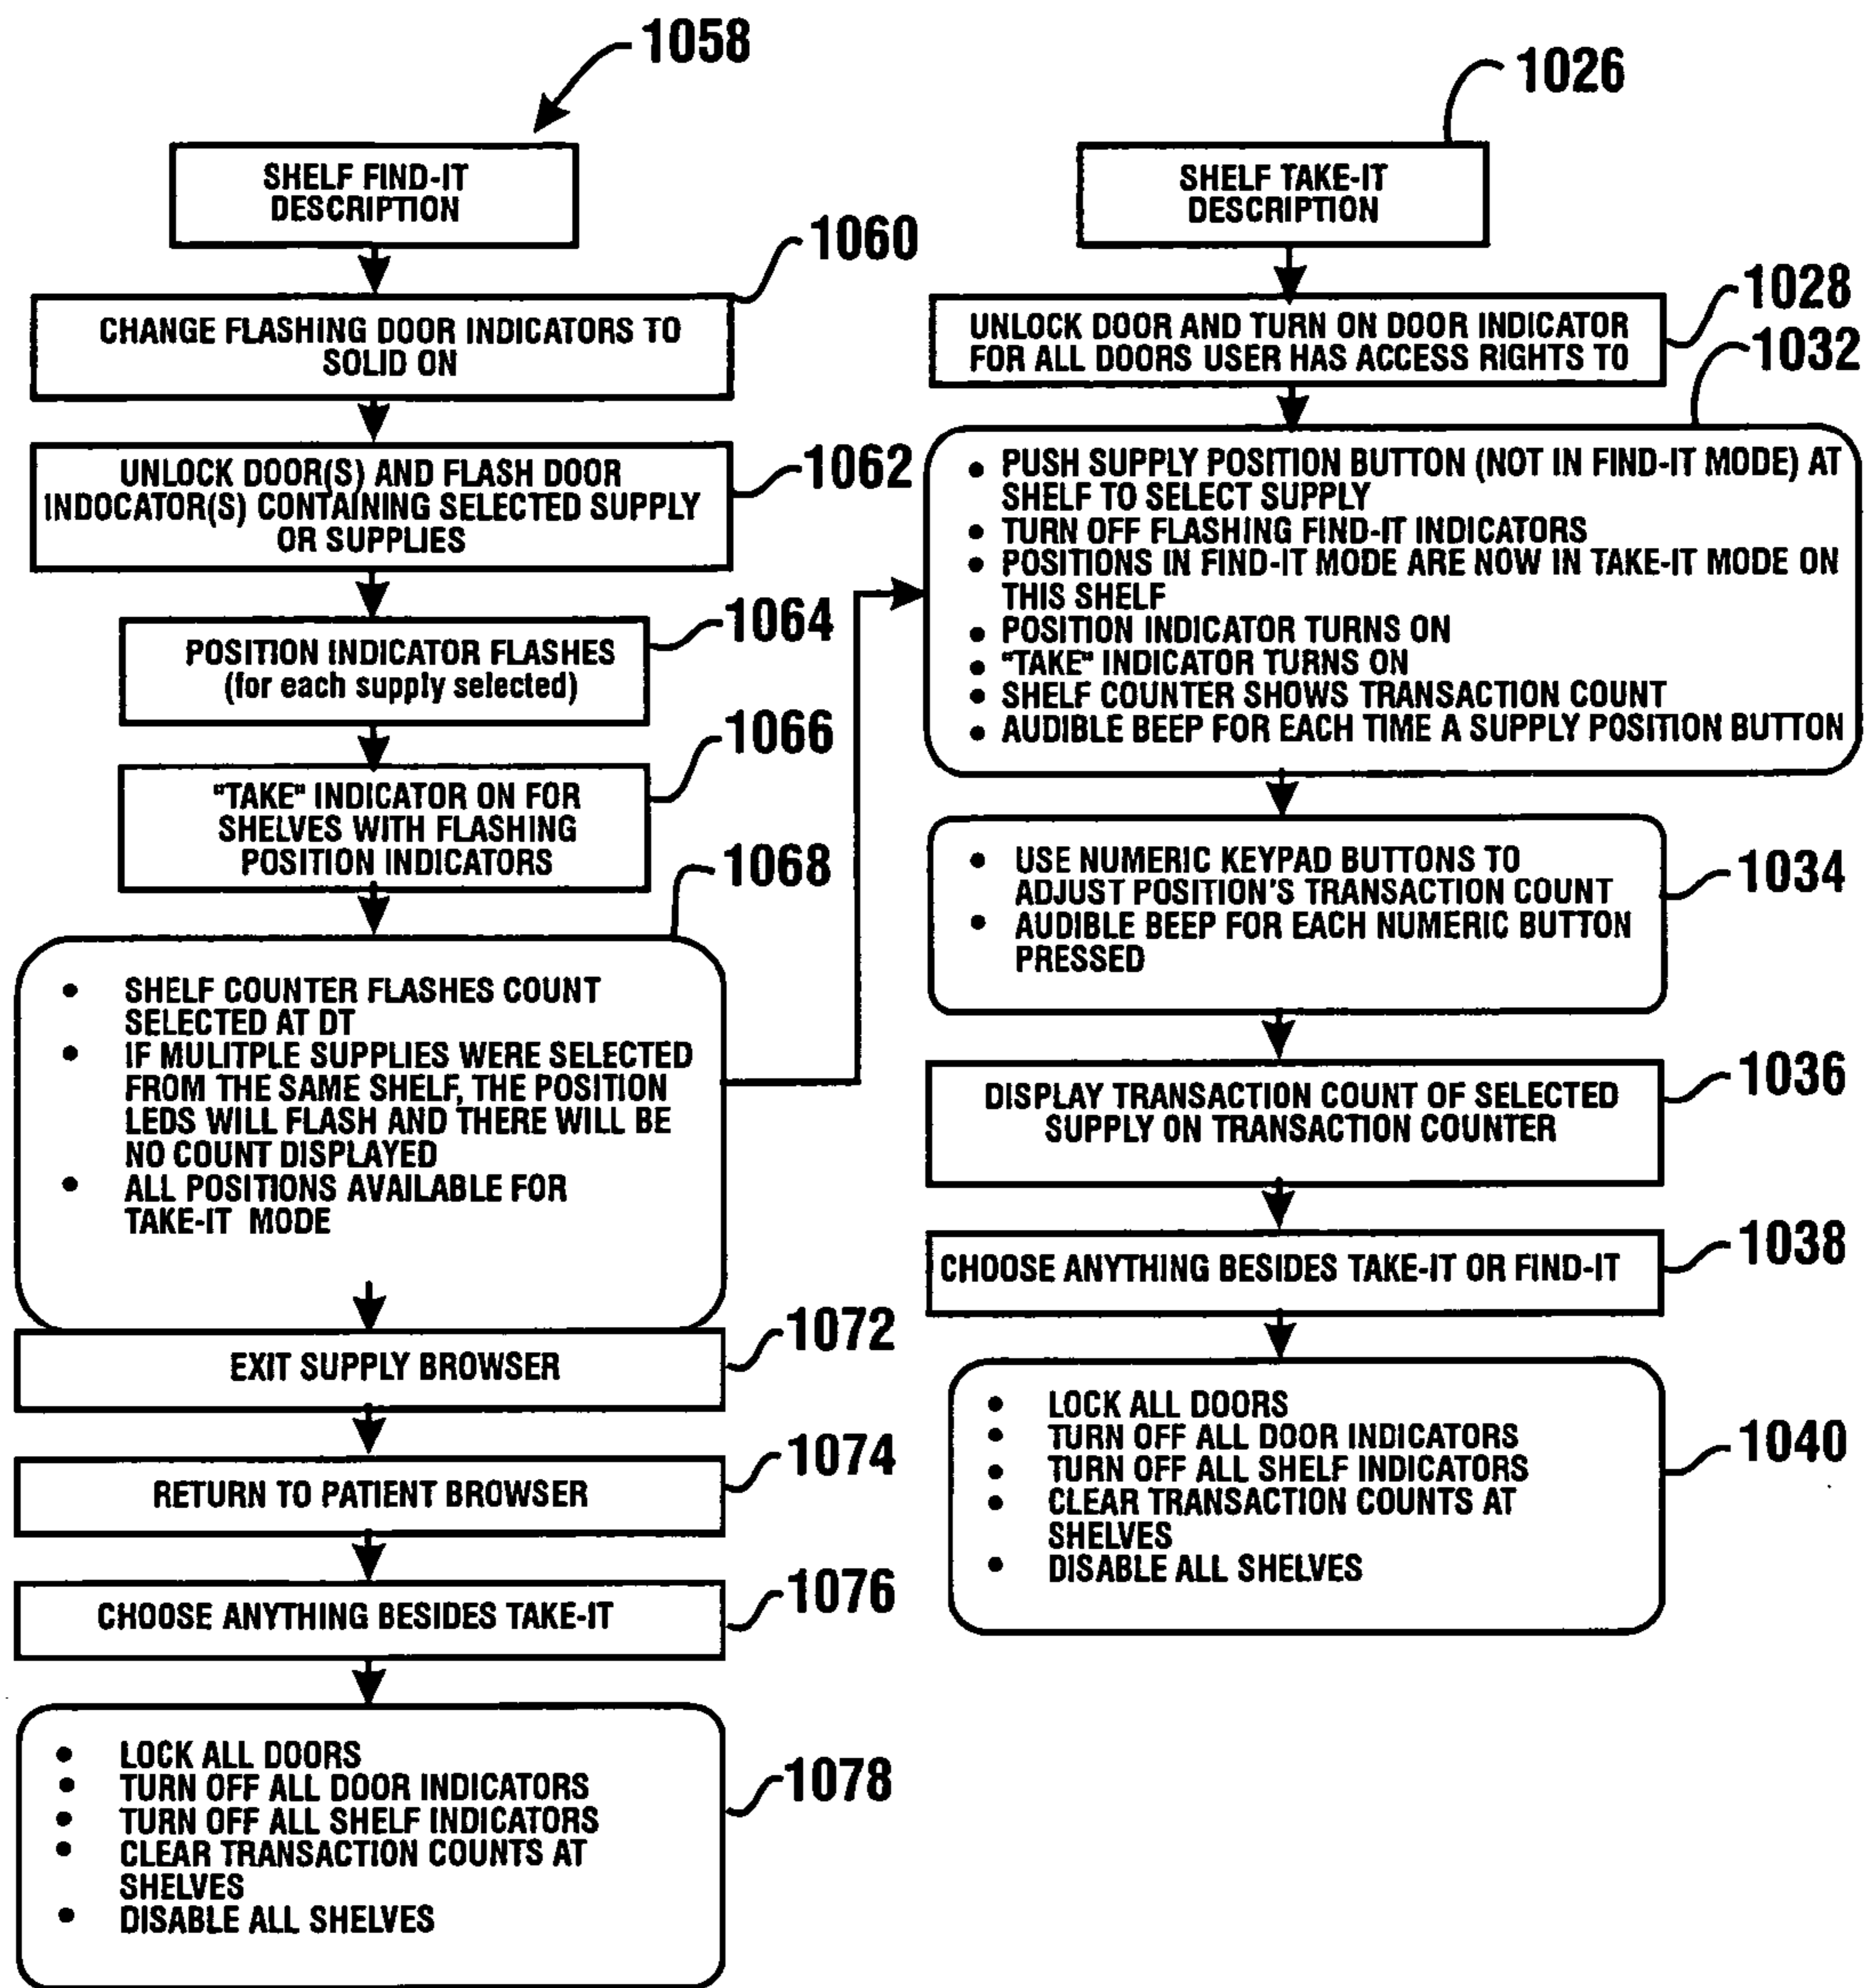 1058
SHELF FIND-IT
DESCRIPTION
1060
CHANGE FLASHING DOOR INDICATORS TO
SOLID ON
1062
UNLOCK DOOR(S) AND FLASH DOOR
INDOCATOR(S) CONTAINING SELECTED SUPPLY
OR SUPPLIES
1064
POSITION INDICATOR FLASHES
(for each supply selected)
1066
"TAKE" INDICATOR ON FOR
SHELVES WITH FLASHING
POSITION INDICATORS
1068
• SHELF COUNTER FLASHES COUNT
SELECTED AT DT
• IF MULITPLE SUPPLIES WERE SELECTED
FROM THE SAME SHELF, THE POSITION
LEDS WILL FLASH AND THERE WILL BE
NO COUNT DISPLAYED
• ALL POSITIONS AVAILABLE FOR
TAKE-IT MODE
1072
EXIT SUPPLY BROWSER
1074
RETURN TO PATIENT BROWSER
1076
CHOOSE ANYTHING BESIDES TAKE-IT
1078
• LOCK ALL DOORS
• TURN OFF ALL DOOR INDICATORS
• TURN OFF ALL SHELF INDICATORS
• CLEAR TRANSACTION COUNTS AT
SHELVES
• DISABLE ALL SHELVES
1026
SHELF TAKE-IT
DESCRIPTION
1028
UNLOCK DOOR AND TURN ON DOOR INDICATOR
FOR ALL DOORS USER HAS ACCESS RIGHTS TO
1032
• PUSH SUPPLY POSITION BUTTON (NOT IN FIND-IT MODE) AT
SHELF TO SELECT SUPPLY
• TURN OFF FLASHING FIND-IT INDICATORS
• POSITIONS IN FIND-IT MODE ARE NOW IN TAKE-IT MODE ON
THIS SHELF
• POSITION INDICATOR TURNS ON
• "TAKE" INDICATOR TURNS ON
• SHELF COUNTER SHOWS TRANSACTION COUNT
• AUDIBLE BEEP FOR EACH TIME A SUPPLY POSITION BUTTON
1034
• USE NUMERIC KEYPAD BUTTONS TO
ADJUST POSITION'S TRANSACTION COUNT
• AUDIBLE BEEP FOR EACH NUMERIC BUTTON
PRESSED
1036
DISPLAY TRANSACTION COUNT OF SELECTED
SUPPLY ON TRANSACTION COUNTER
1038
CHOOSE ANYTHING BESIDES TAKE-IT OR FIND-IT
1040
• LOCK ALL DOORS
• TURN OFF ALL DOOR INDICATORS
• TURN OFF ALL SHELF INDICATORS
• CLEAR TRANSACTION COUNTS AT
SHELVES
• DISABLE ALL SHELVES